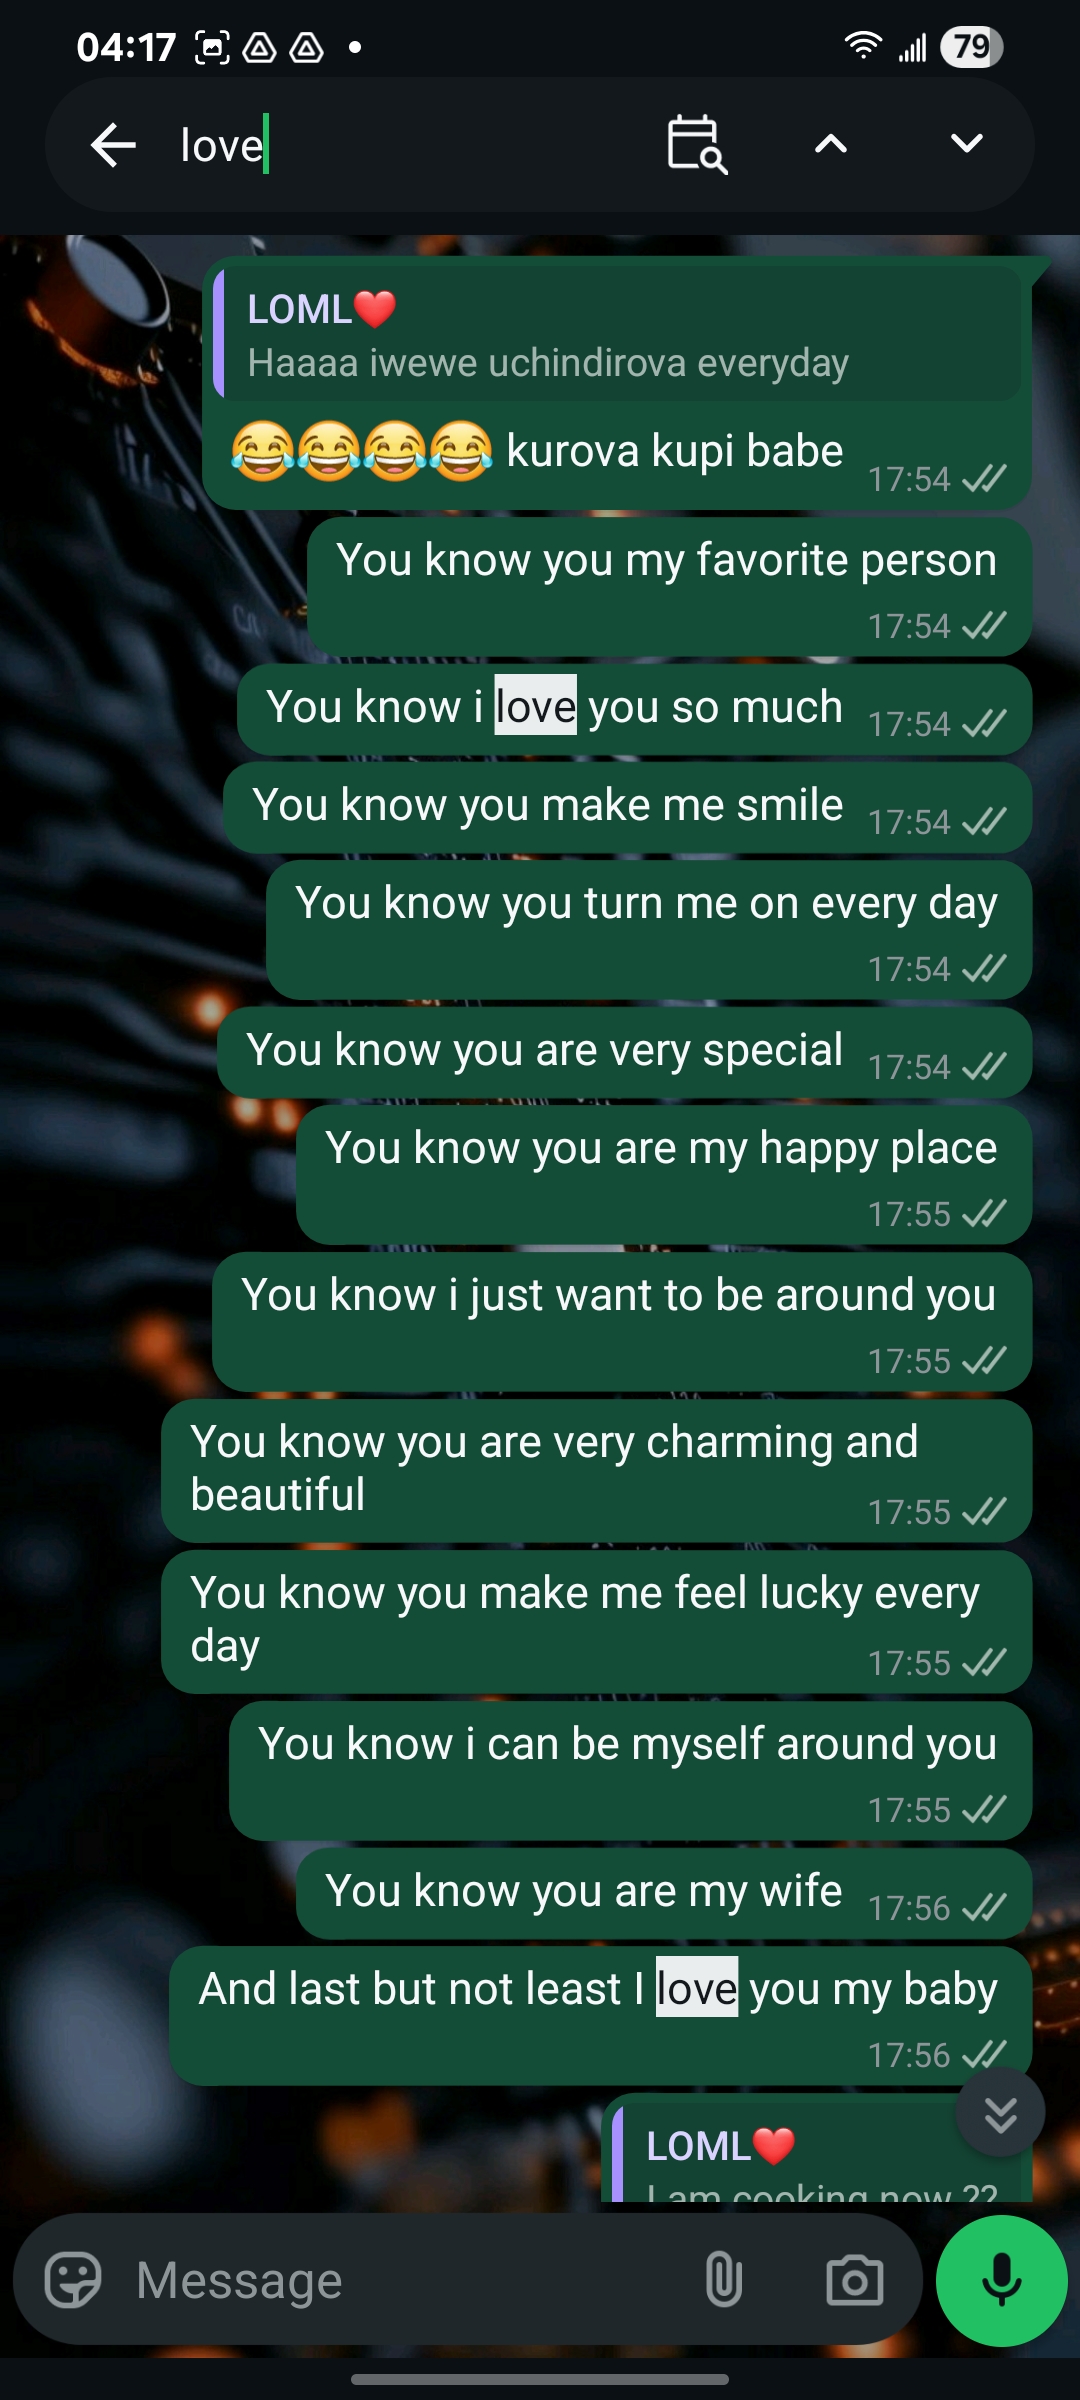 04:17
79
love
LOML❤️
Haaaa iwewe uchindirova everyday
😂😂😂😂 kurova kupi babe
17:54
You know you my favorite person
17:54
You know i love you so much 17:54
You know you make me smile 17:54
You know you turn me on every day
17:54
You know you are very special 17:54
You know you are my happy place
17:55
You know i just want to be around you
17:55
You know you are very charming and
beautiful
17:55
You know you make me feel lucky every
day
17:55
You know i can be myself around you
17:55
You know you are my wife 17:56
And last but not least I love you my baby
17:56
LOML❤️
I am cooking now ??
Message